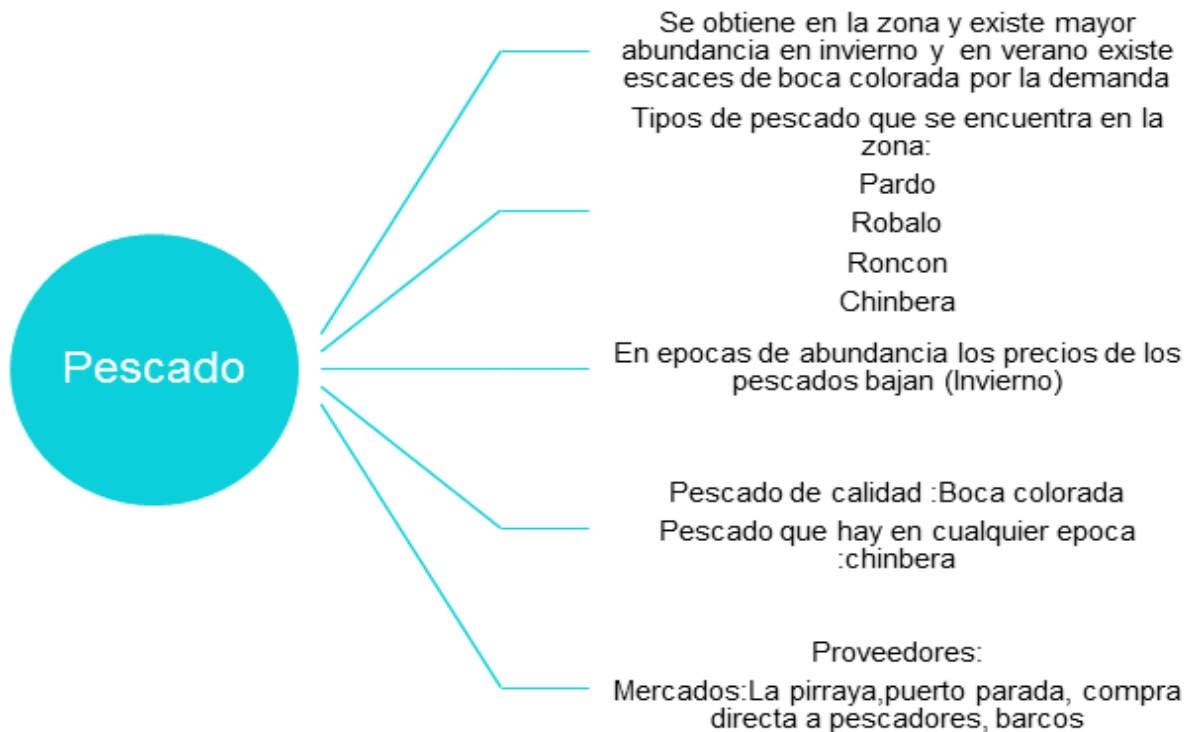 Se obtiene en la zona y existe mayor
abundancia en invierno y en verano existe
escaces de boca colorada por la demanda
Tipos de pescado que se encuentra en la
zona:
Pardo
Robalo
Roncon
Chinbera
Pescado
En epocas de abundancia los precios de los
pescados bajan (Invierno)
Pescado de calidad :Boca colorada
Pescado que hay en cualquier epoca
:chinbera
Proveedores:
Mercados:La pirraya,puerto parada, compra
directa a pescadores, barcos